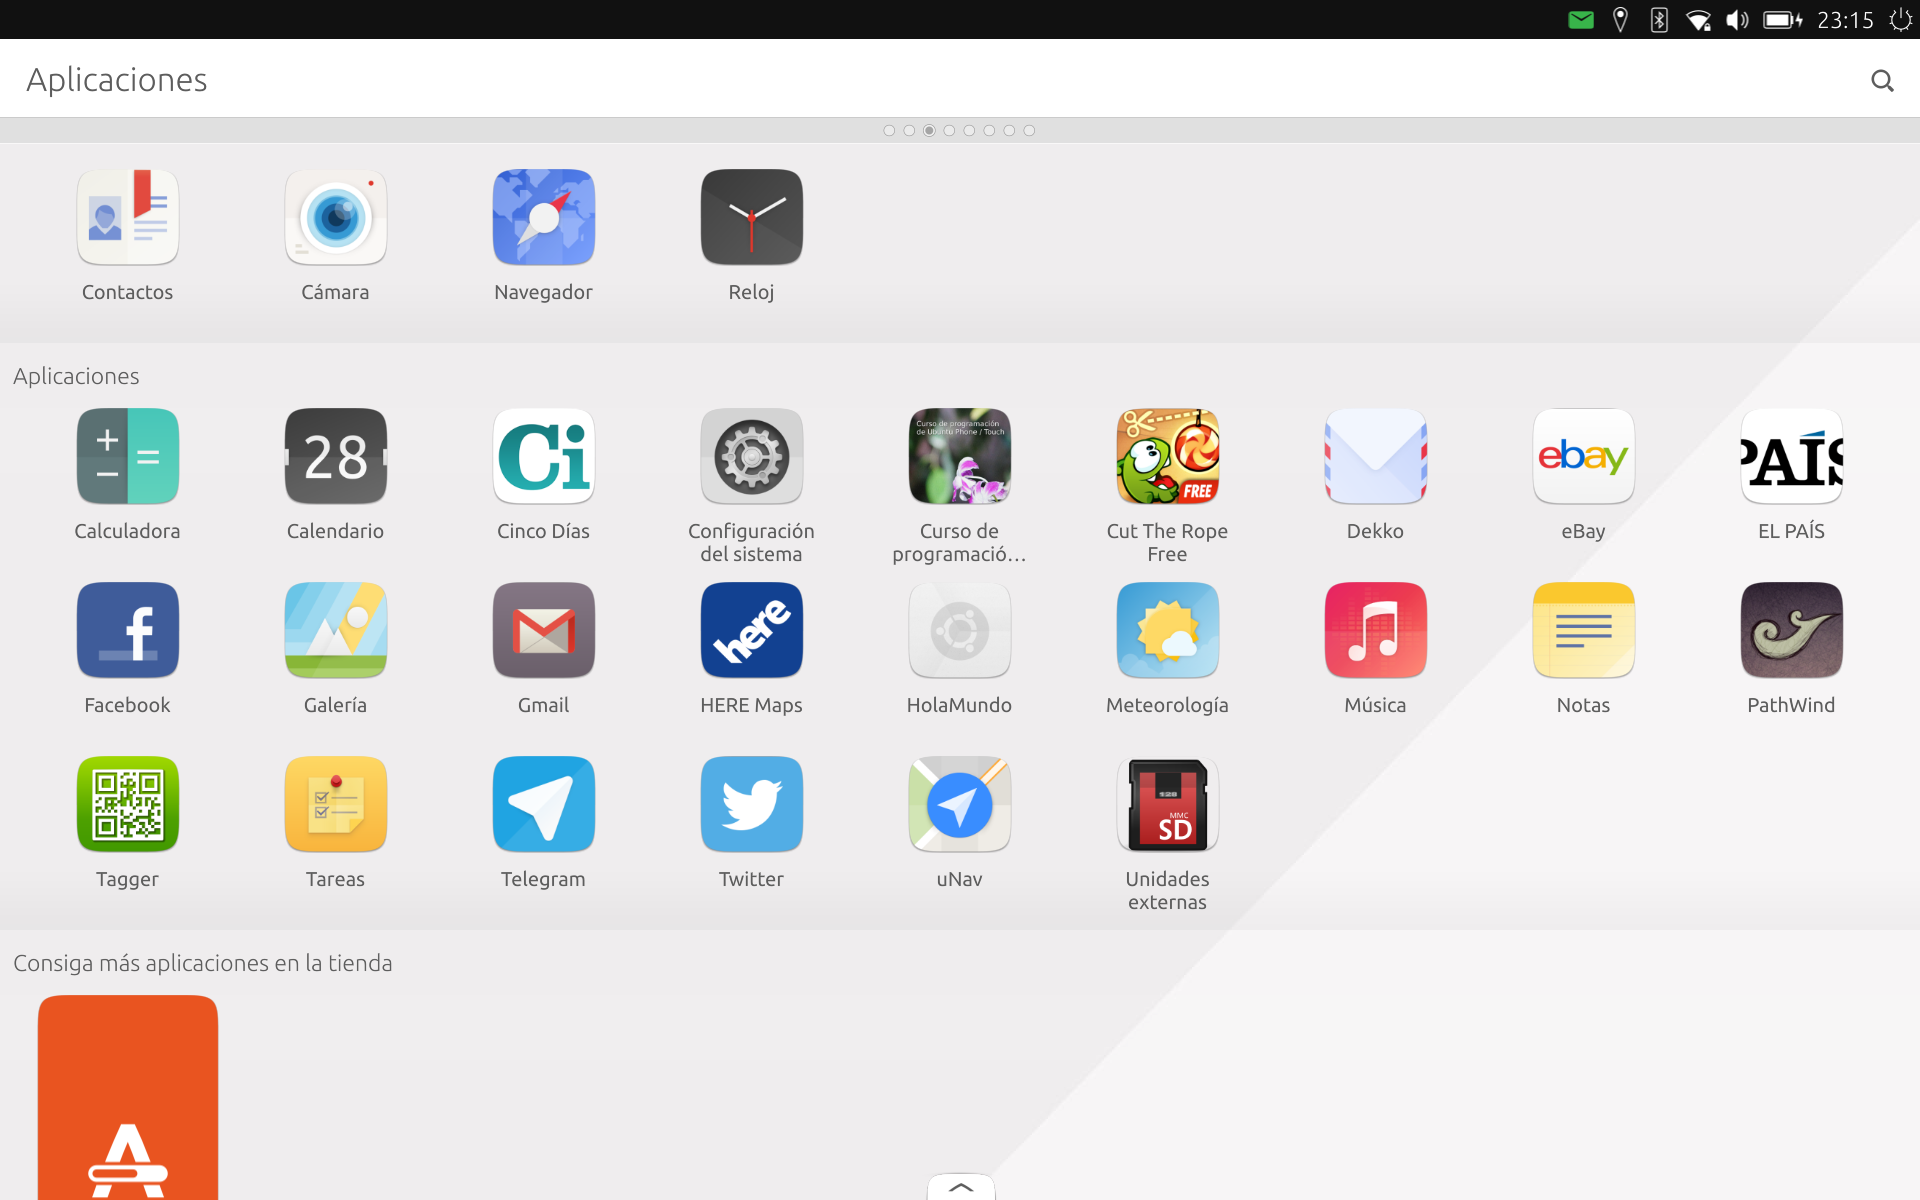 23:15
Aplicaciones
Contactos
Cámara
Navegador
Reloj
Aplicaciones
28
Ci
Curso de programación
de Ubuntu Phone / Touch
FREE
ebay
PAÍS
Calculadora
Calendario
Cinco Días
Configuración
del sistema
Curso de
programació...
Cut The Rope
Free
Dekko
eBay
EL PAÍS
f
here
Facebook
Galería
Gmail
HERE Maps
HolaMundo
Meteorología
Música
Notas
PathWind
MMC
SD
Tagger
Tareas
Telegram
Twitter
uNav
Unidades
externas
Consiga más aplicaciones en la tienda